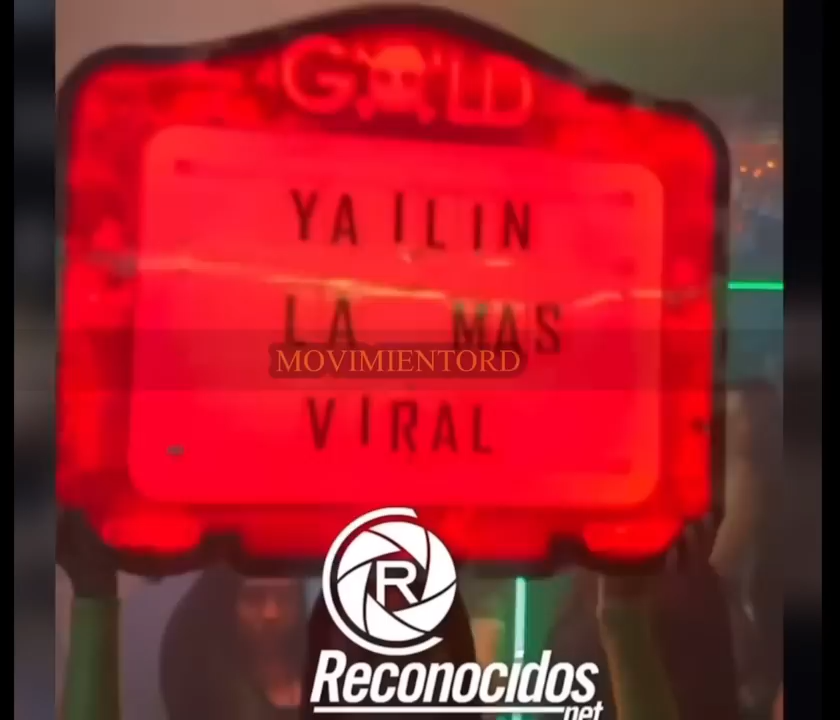 GOLD
YAILIN
LA MAS
MOVIMIENTORD
VIRAL
R
Reconocidos
.net